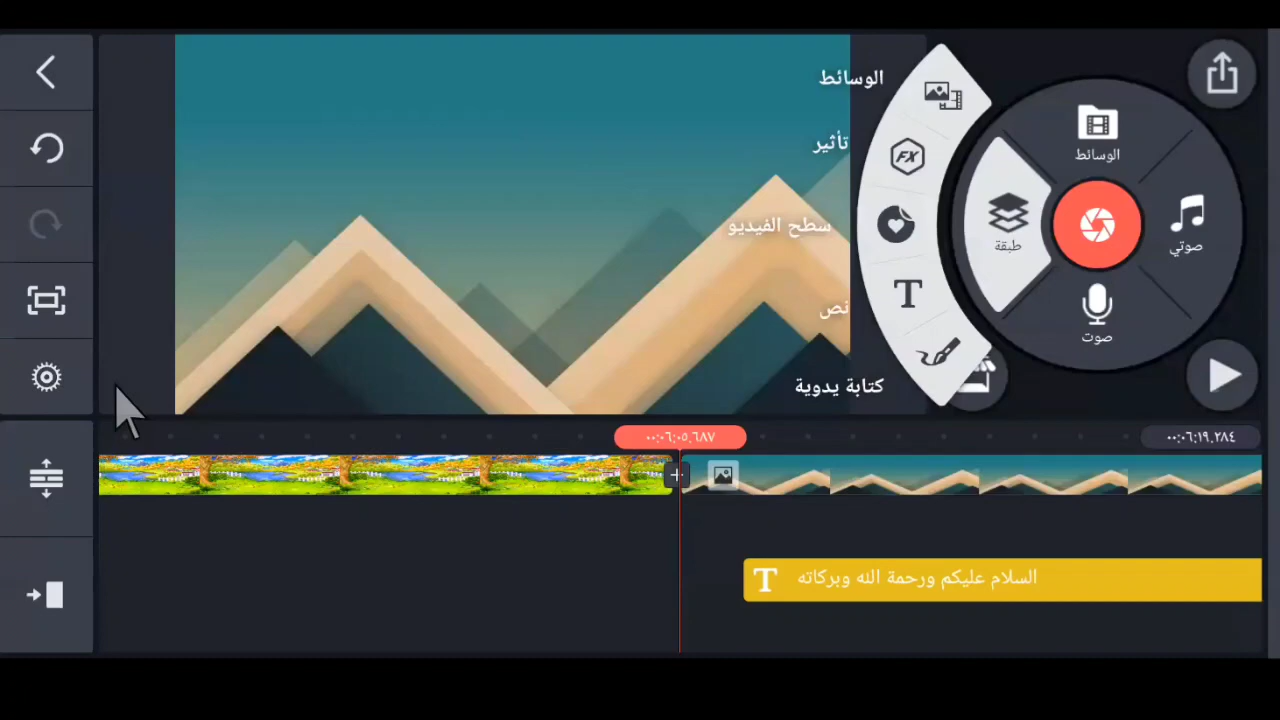 الوسائط
تأثير
سطح الفيديو
نص
كتابة يدوية
FX
T
الوسائط
طبقة
صوتي
صوت
٠٠:٠٦:٠٥٫٦٨٧
٠٠:٠٦:١٩٫٢٨٤
T السلام عليكم ورحمة الله وبركاته